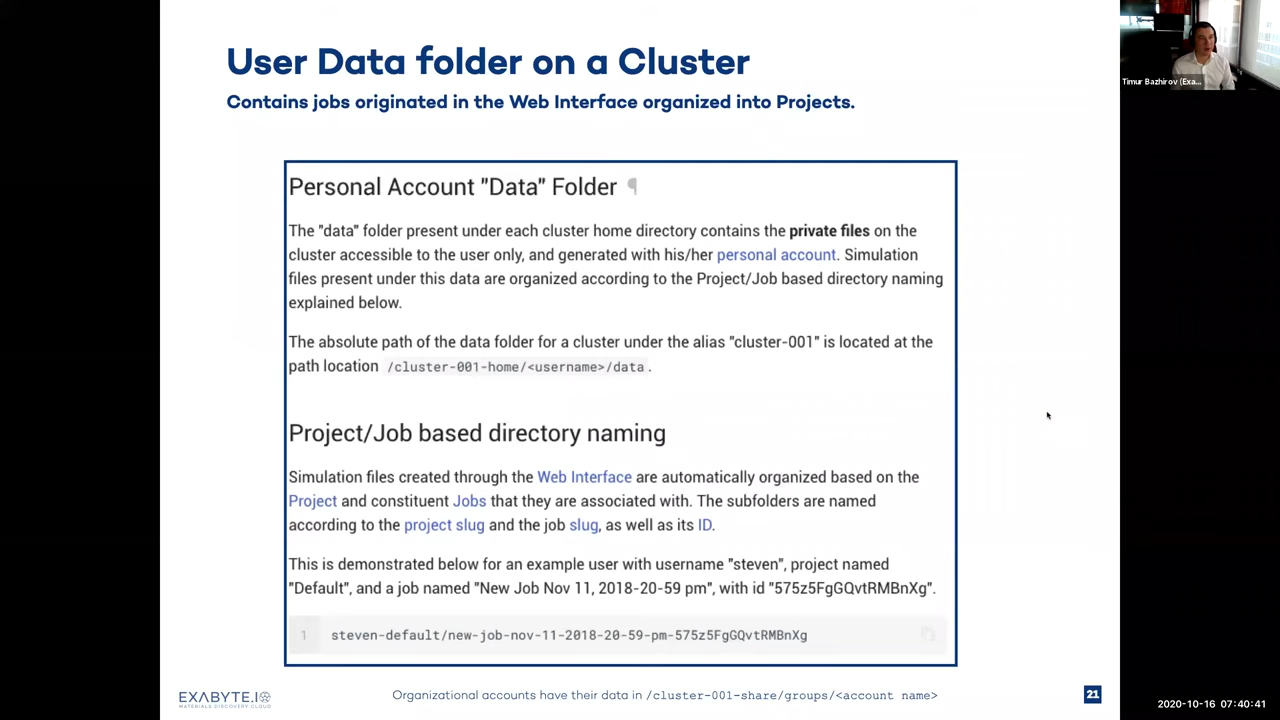 User Data folder on a Cluster
Contains jobs originated in the Web Interface organized into Projects.
Timur Bazhirov (Exa...
Personal Account "Data" Folder ¶
The "data" folder present under each cluster home directory contains the private files on the
cluster accessible to the user only, and generated with his/her personal account. Simulation
files present under this data are organized according to the Project/Job based directory naming
explained below.
The absolute path of the data folder for a cluster under the alias "cluster-001" is located at the
path location /cluster-001-home/<username>/data.
Project/Job based directory naming
Simulation files created through the Web Interface are automatically organized based on the
Project and constituent Jobs that they are associated with. The subfolders are named
according to the project slug and the job slug, as well as its ID.
This is demonstrated below for an example user with username "steven", project named
"Default", and a job named "New Job Nov 11, 2018-20-59 pm", with id "575z5FgGQvtRMBnXg".
1 steven-default/new-job-nov-11-2018-20-59-pm-575z5FgGQvtRMBnXg
EXABYTE.IO
MATERIALS DISCOVERY CLOUD
Organizational accounts have their data in /cluster-001-share/groups/<account name>
21
2020-10-16 07:40:41